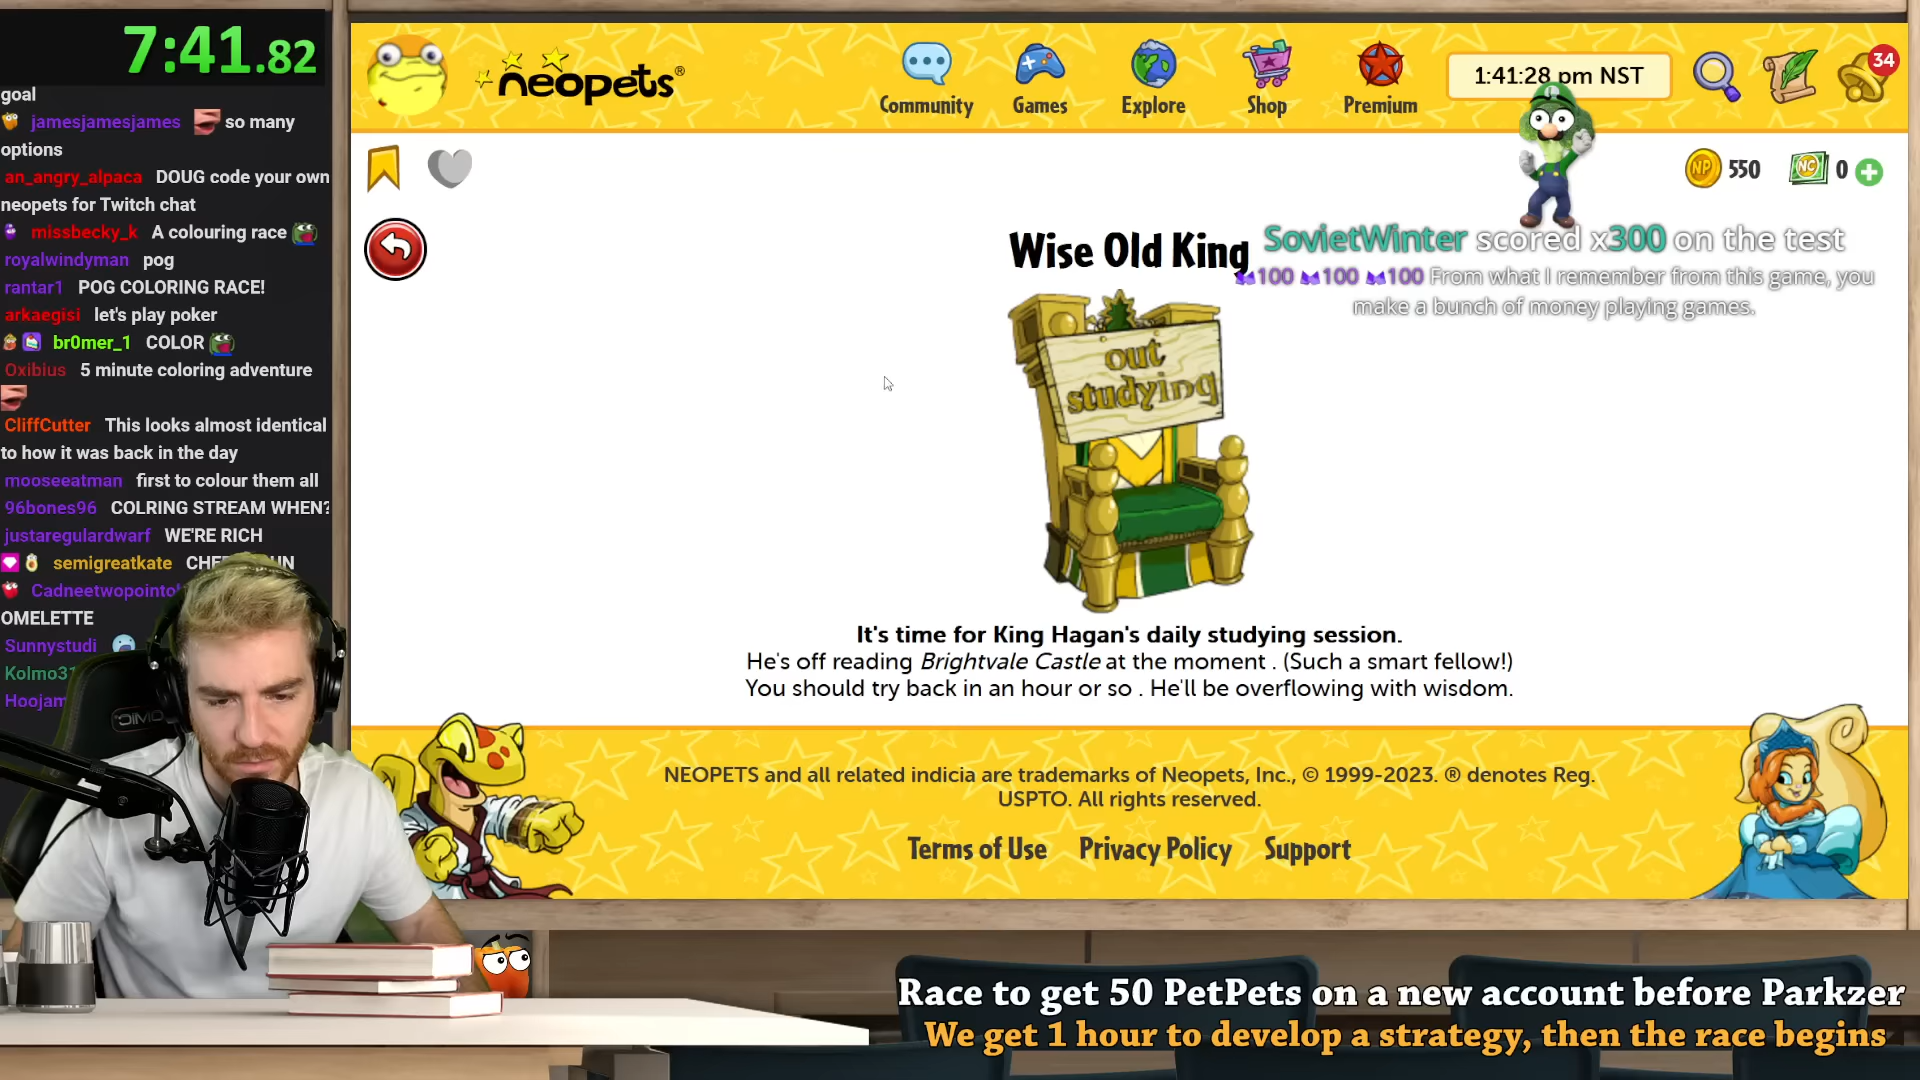 7:41.82
goal
jamesjamesjames so many
options
an_angry_alpaca DOUG code your own
neopets for Twitch chat
missbecky_k A colouring race
royalwindyman pog
rantar1 POG COLORING RACE!
arkaegisi let's play poker
br0mer_1 COLOR
Oxibius 5 minute coloring adventure
CliffCutter This looks almost identical
to how it was back in the day
mooseeatman first to colour them all
96bones96 COLRING STREAM WHEN?
justaregulardwarf WE'RE RICH
semigreatkate
OMELETTE
Sunnystudi
neopets®
Community
Games
Explore
Shop
Premium
1:41:28 pm NST
34
NP 550
NC 0
Wise Old King
SovietWinter scored x300 on the test
100 100 100 From what I remember from this game, you
make a bunch of money playing games.
out
studying
It's time for King Hagan's daily studying session.
He's off reading Brightvale Castle at the moment . (Such a smart fellow!)
You should try back in an hour or so . He'll be overflowing with wisdom.
NEOPETS and all related indicia are trademarks of Neopets, Inc., © 1999-2023. ® denotes Reg.
USPTO. All rights reserved.
Terms of Use
Privacy Policy
Support
Race to get 50 PetPets on a new account before Parkzer
We get 1 hour to develop a strategy, then the race begins